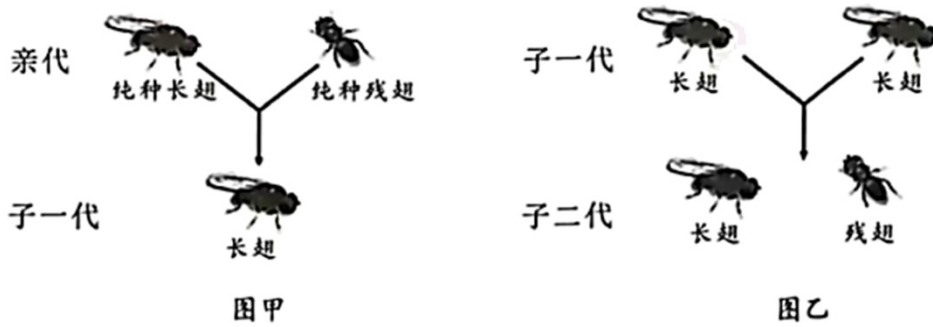 亲代
纯种长翅 纯种残翅
子一代
长翅
图甲
子一代
长翅 长翅
子二代
长翅 残翅
图乙